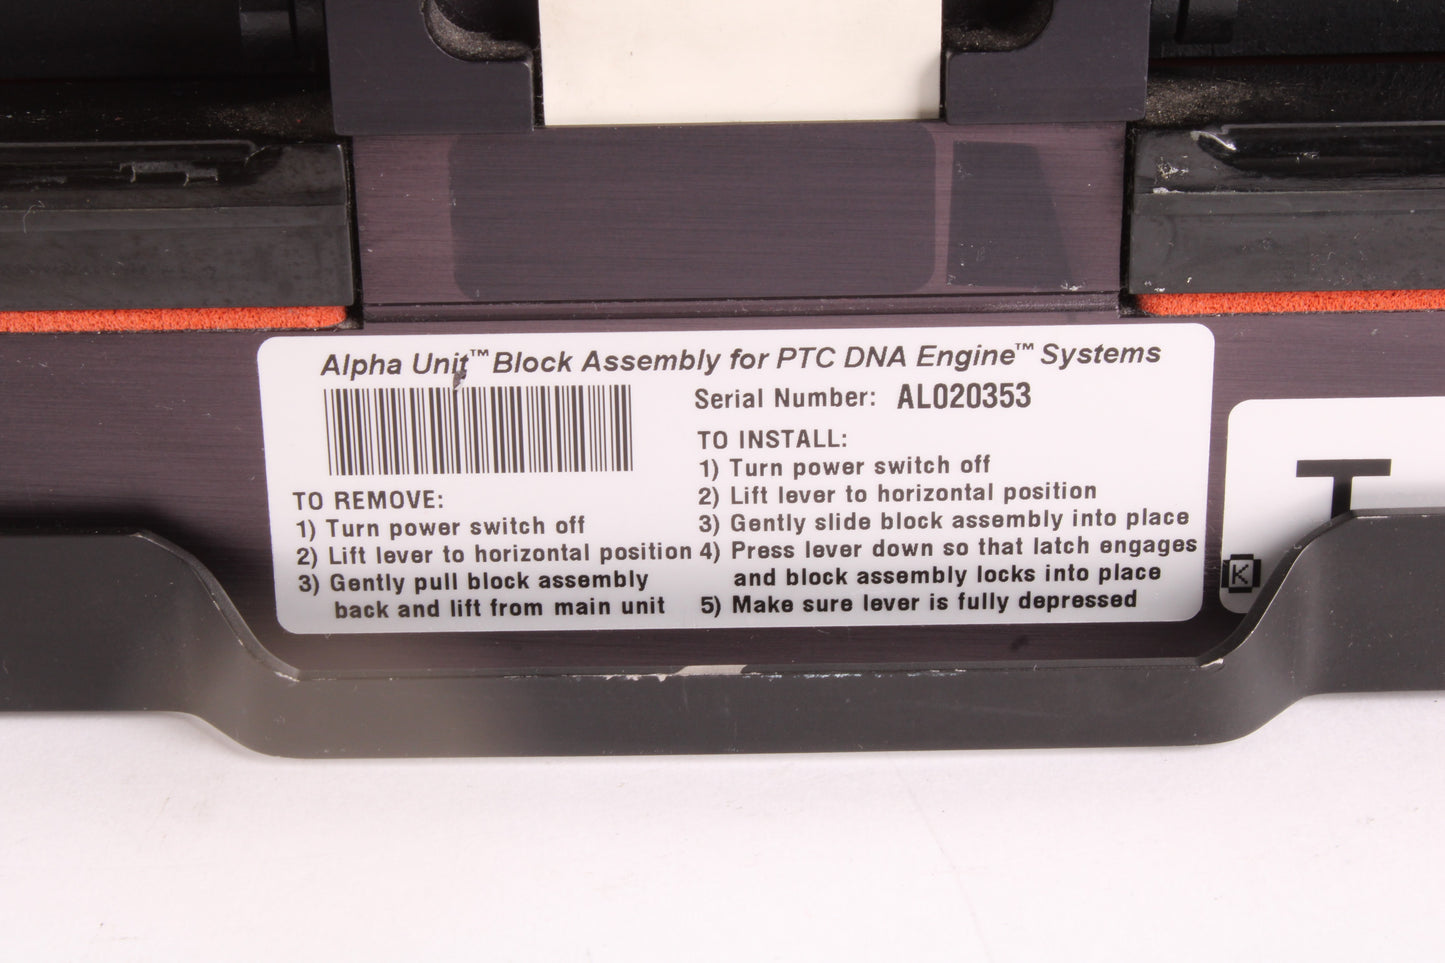 Alpha Unit™ Block Assembly for PTC DNA Engine™ Systems
Serial Number: AL020353
TO REMOVE:
1) Turn power switch off
2) Lift lever to horizontal position
3) Gently pull block assembly
back and lift from main unit
TO INSTALL:
1) Turn power switch off
2) Lift lever to horizontal position
3) Gently slide block assembly into place
4) Press lever down so that latch engages
and block assembly locks into place
5) Make sure lever is fully depressed
T
K